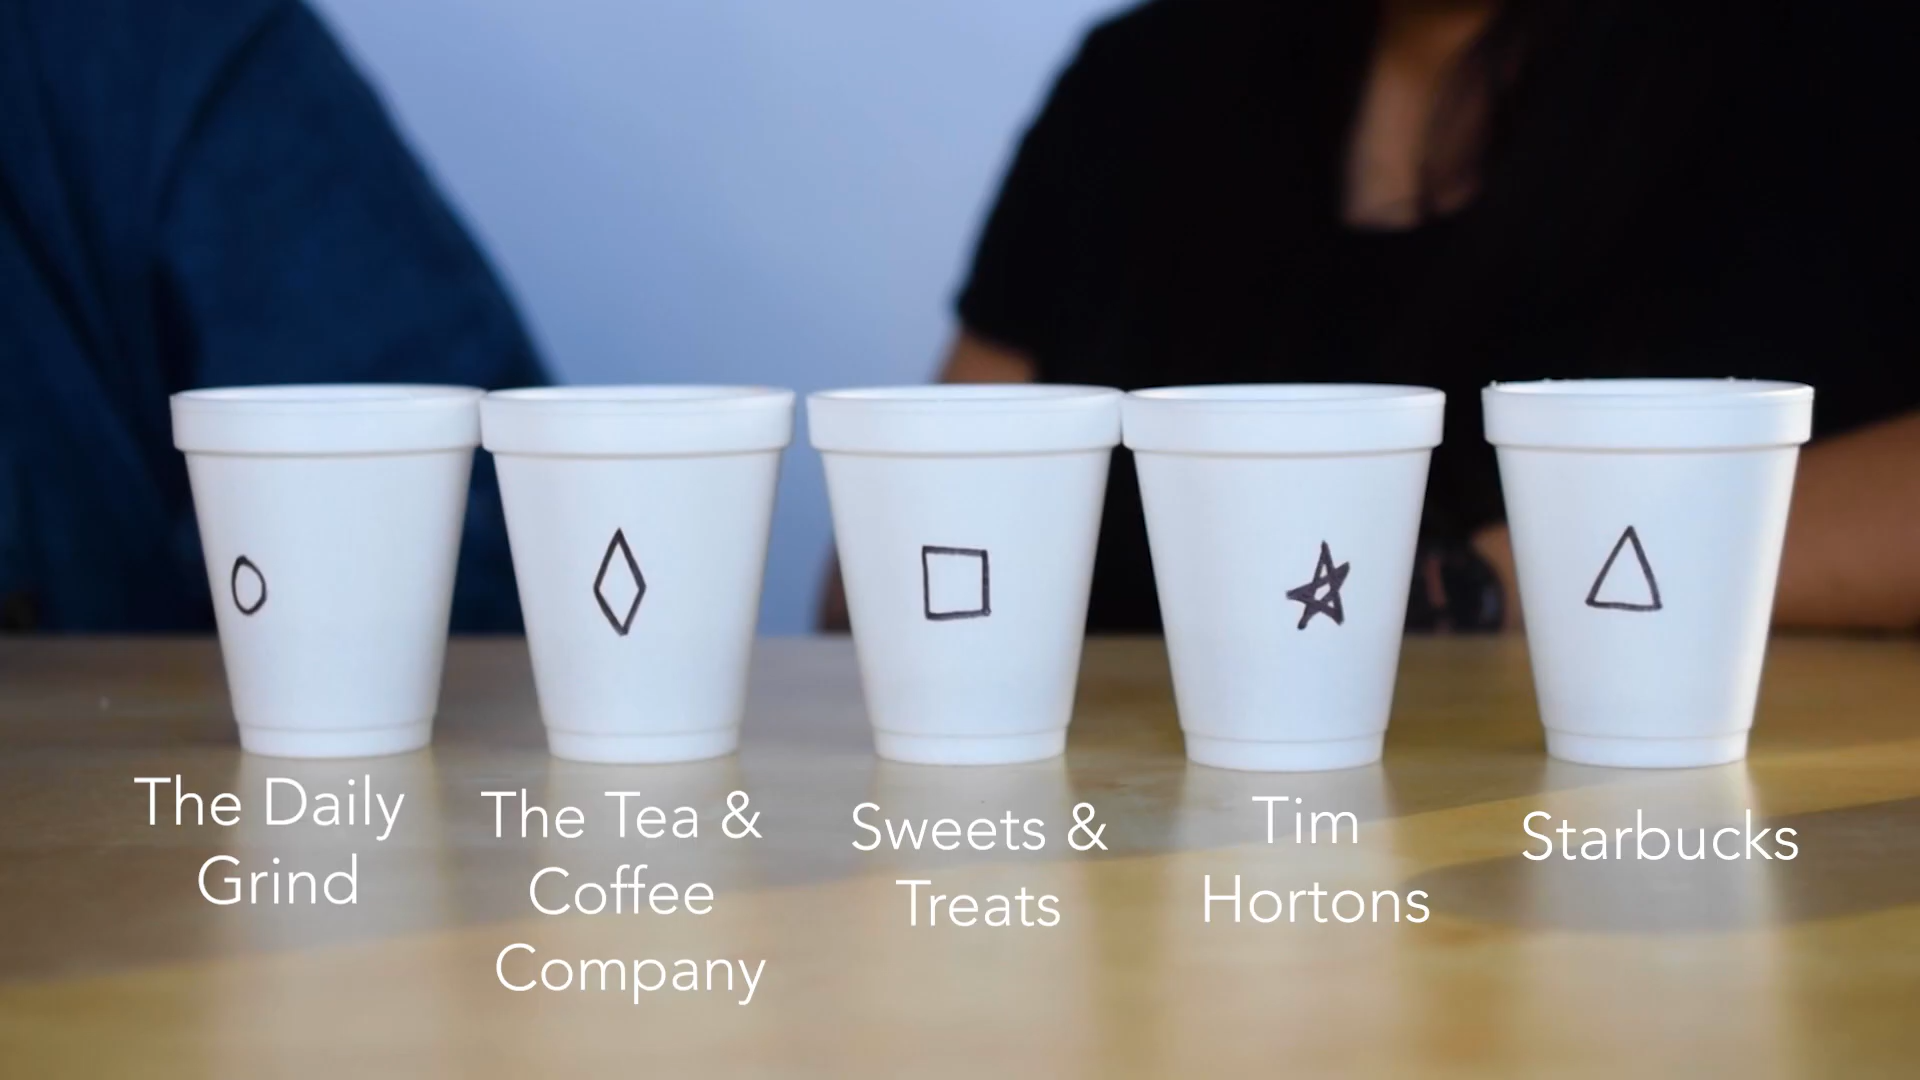 The Daily
Grind
The Tea &
Coffee
Company
Sweets &
Treats
Tim
Hortons
Starbucks